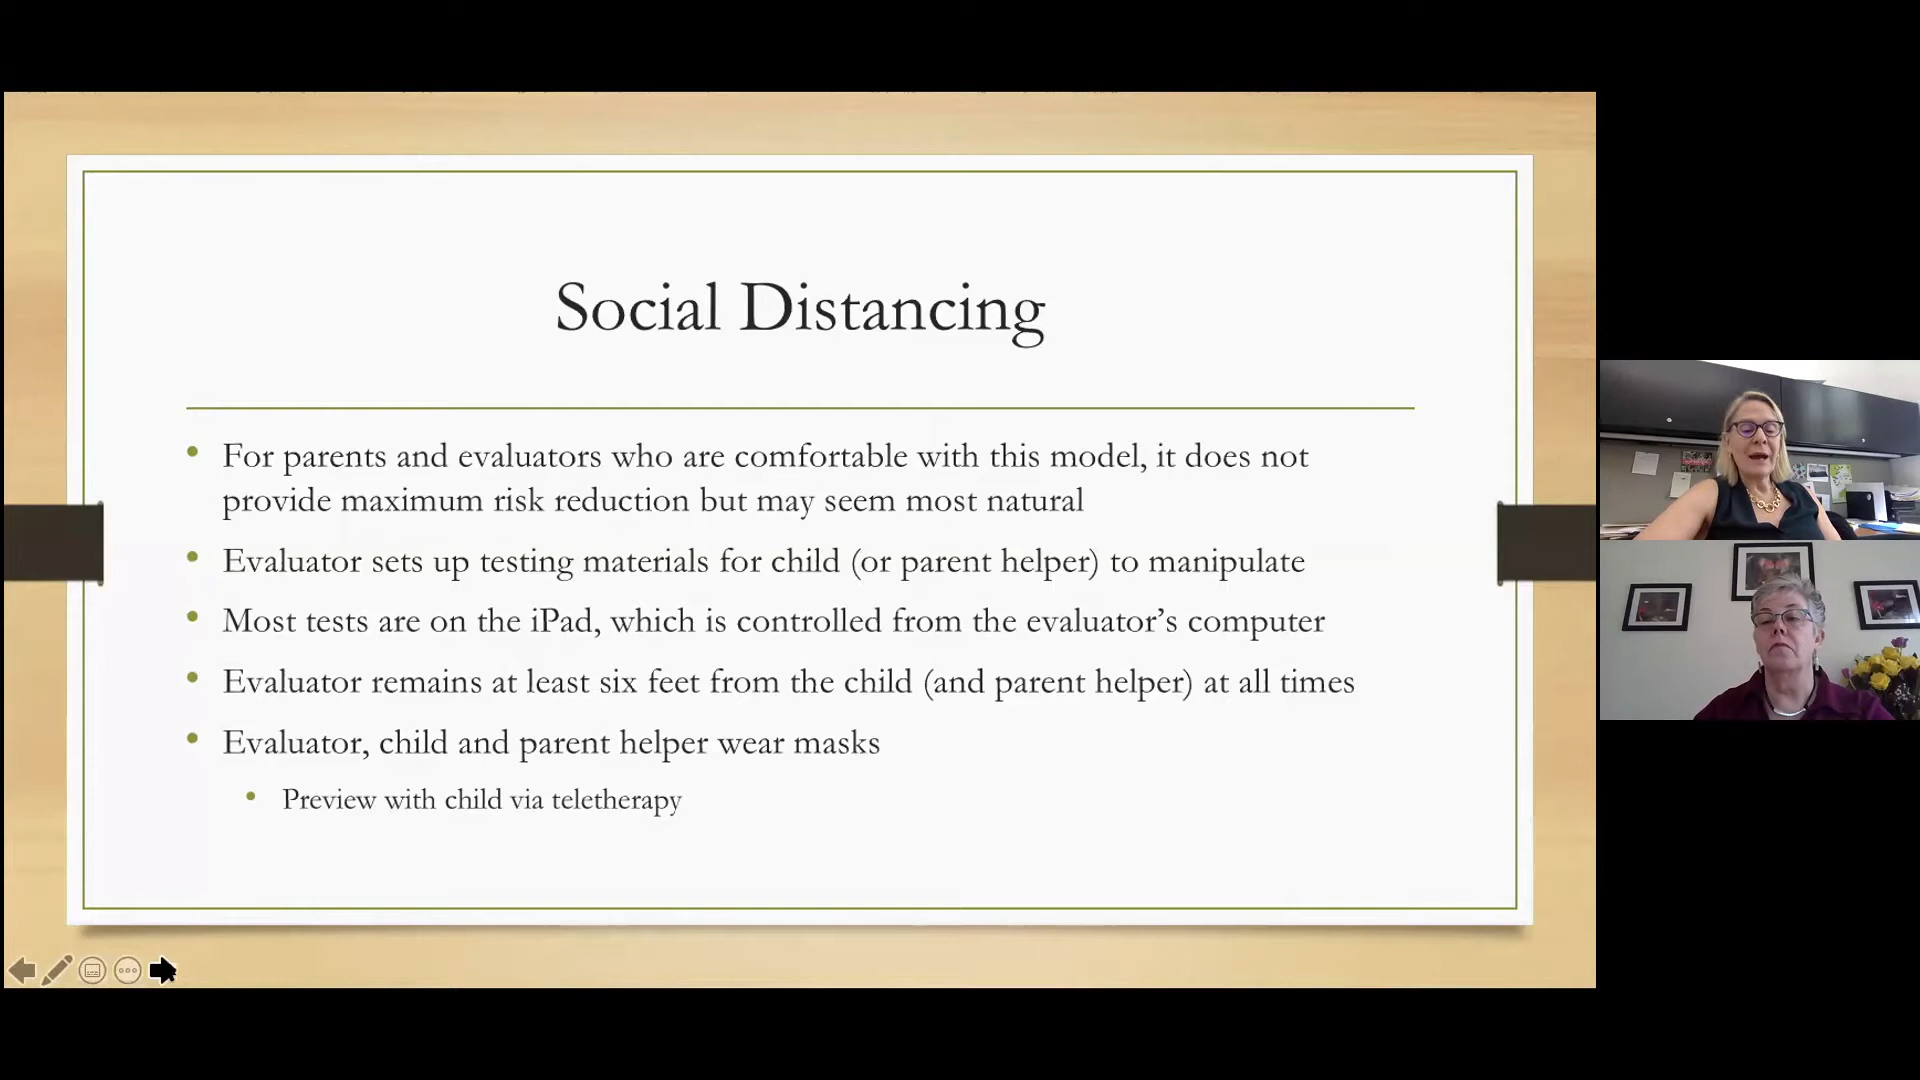 Social Distancing
For parents and evaluators who are comfortable with this model, it does not
provide maximum risk reduction but may seem most natural
Evaluator sets up testing materials for child (or parent helper) to manipulate
Most tests are on the iPad, which is controlled from the evaluator’s computer
Evaluator remains at least six feet from the child (and parent helper) at all times
Evaluator, child and parent helper wear masks
Preview with child via teletherapy